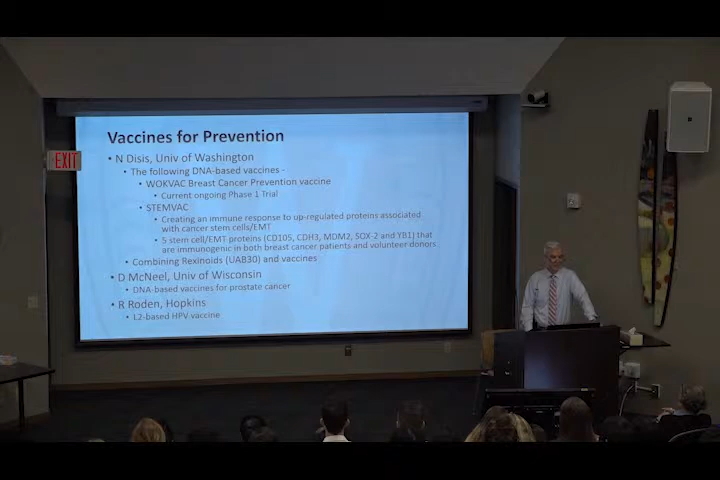 Vaccines for Prevention
• N Disis, Univ of Washington
• The following DNA-based vaccines -
• WOKVAC Breast Cancer Prevention vaccine
• Current ongoing Phase 1 Trial
• STEMVAC
• Creating an immune response to up-regulated proteins associated
with cancer stem cells/EMT
• 5 stem cell/EMT proteins (CD105, CDH3, MDM2, SOX-2 and YB1) that
are immunogenic in both breast cancer patients and volunteer donors
• Combining Rexinoids (UAB30) and vaccines
• D McNeel, Univ of Wisconsin
• DNA-based vaccines for prostate cancer
• R Roden, Hopkins
• L2-based HPV vaccine
EXIT